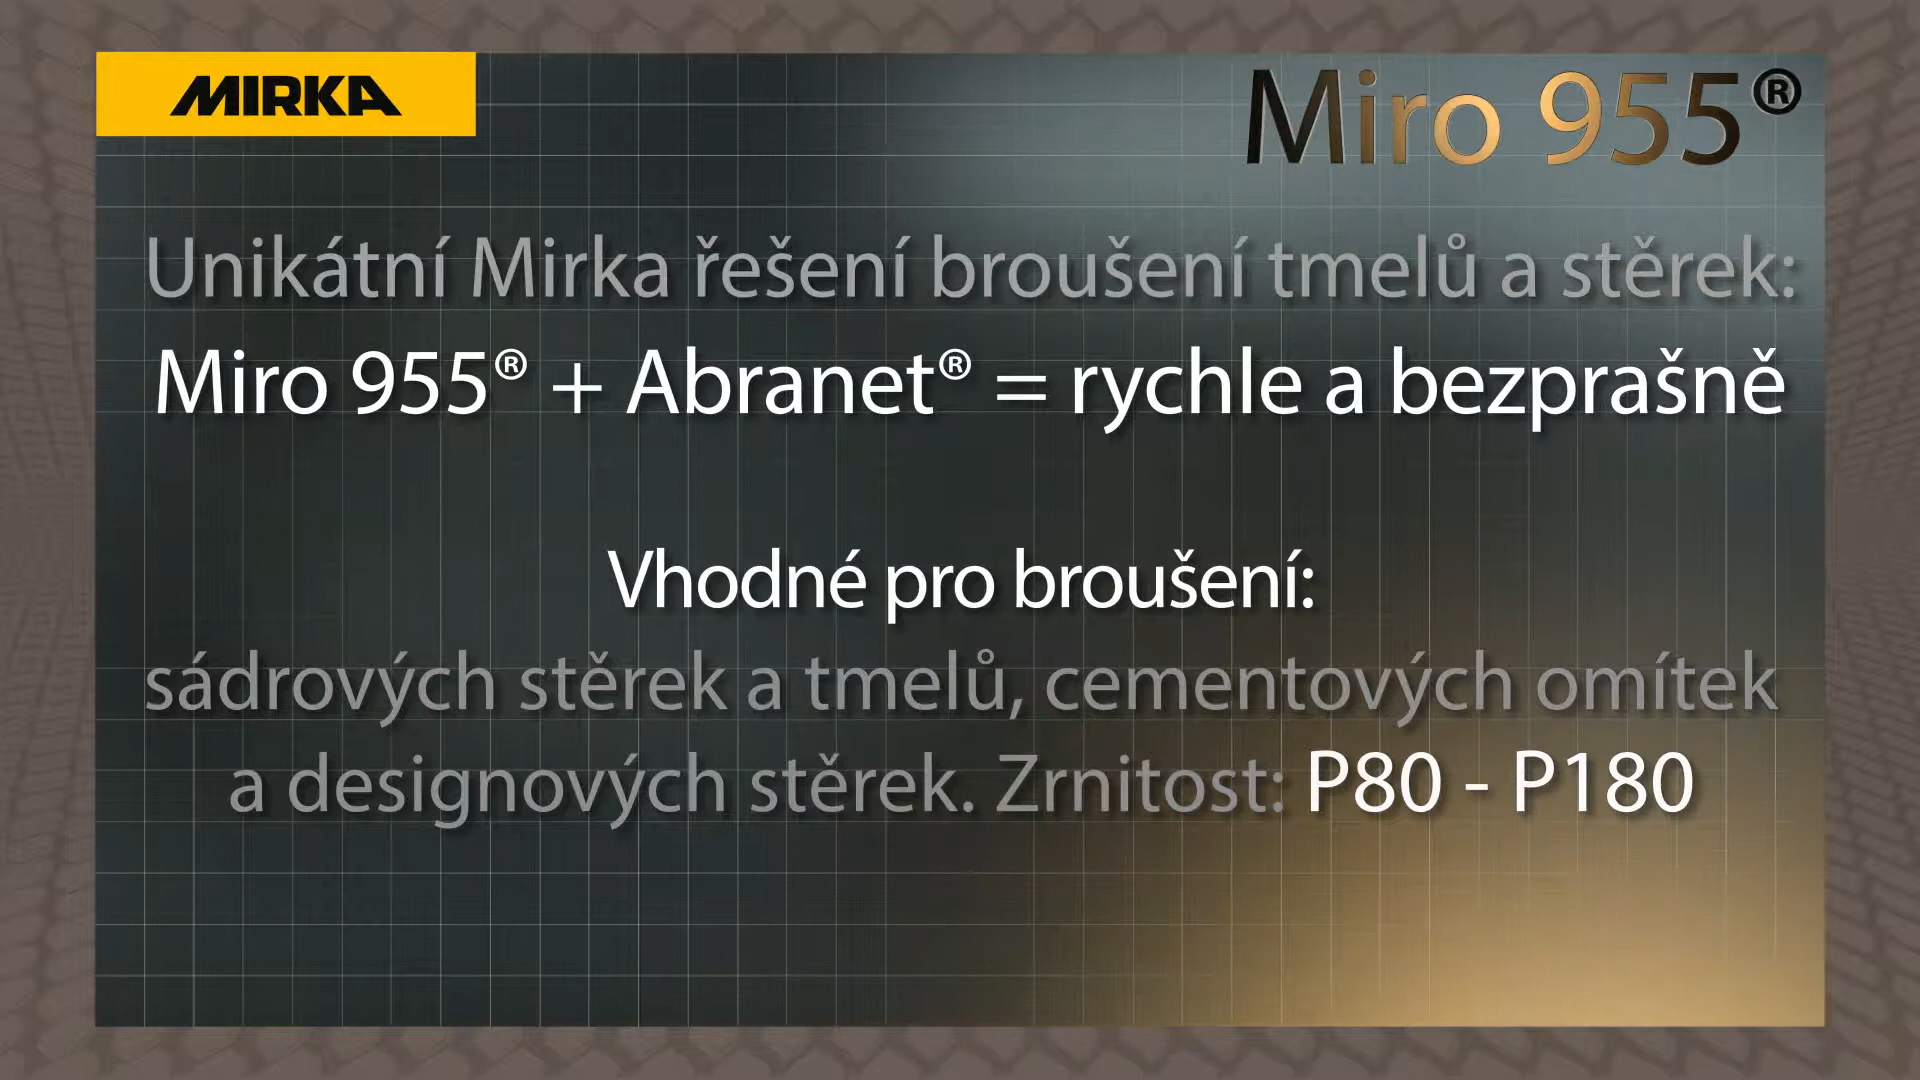 MIRKA
Miro 955®
Unikátní Mirka řešení broušení tmelů a stěrek:
Miro 955® + Abranet® = rychle a bezprašně
Vhodné pro broušení:
sádrových stěrek a tmelů, cementových omítek
a designových stěrek. Zrnitost: P80 - P180